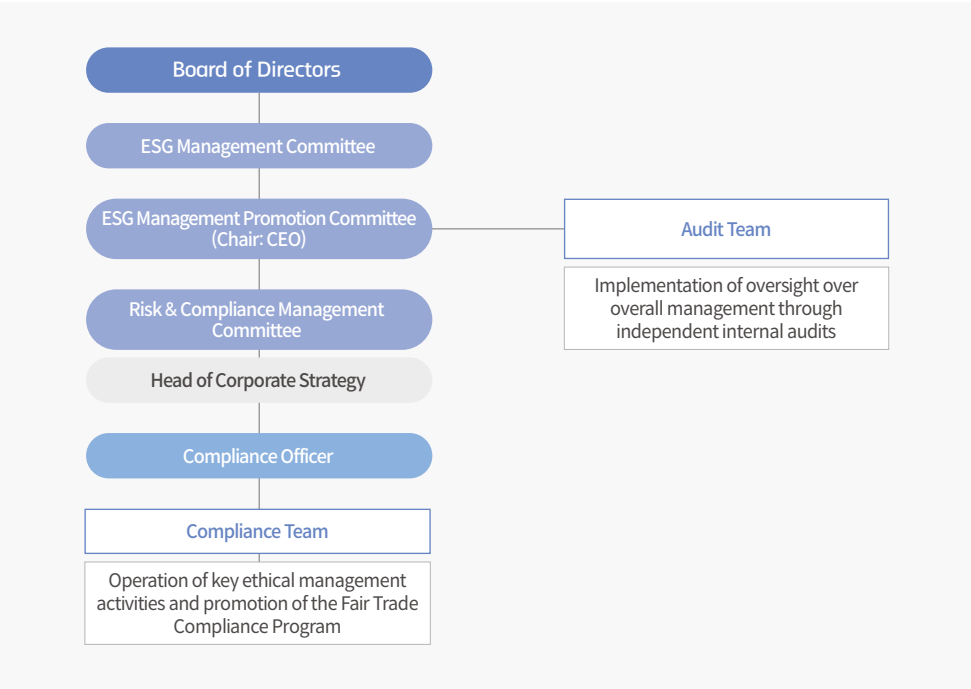 Board of Directors
ESG Management Committee
ESG Management Promotion Committee
(Chair: CEO)
Audit Team
Implementation of oversight over
overall management through
independent internal audits
Risk & Compliance Management
Committee
Head of Corporate Strategy
Compliance Officer
Compliance Team
Operation of key ethical management
activities and promotion of the Fair Trade
Compliance Program